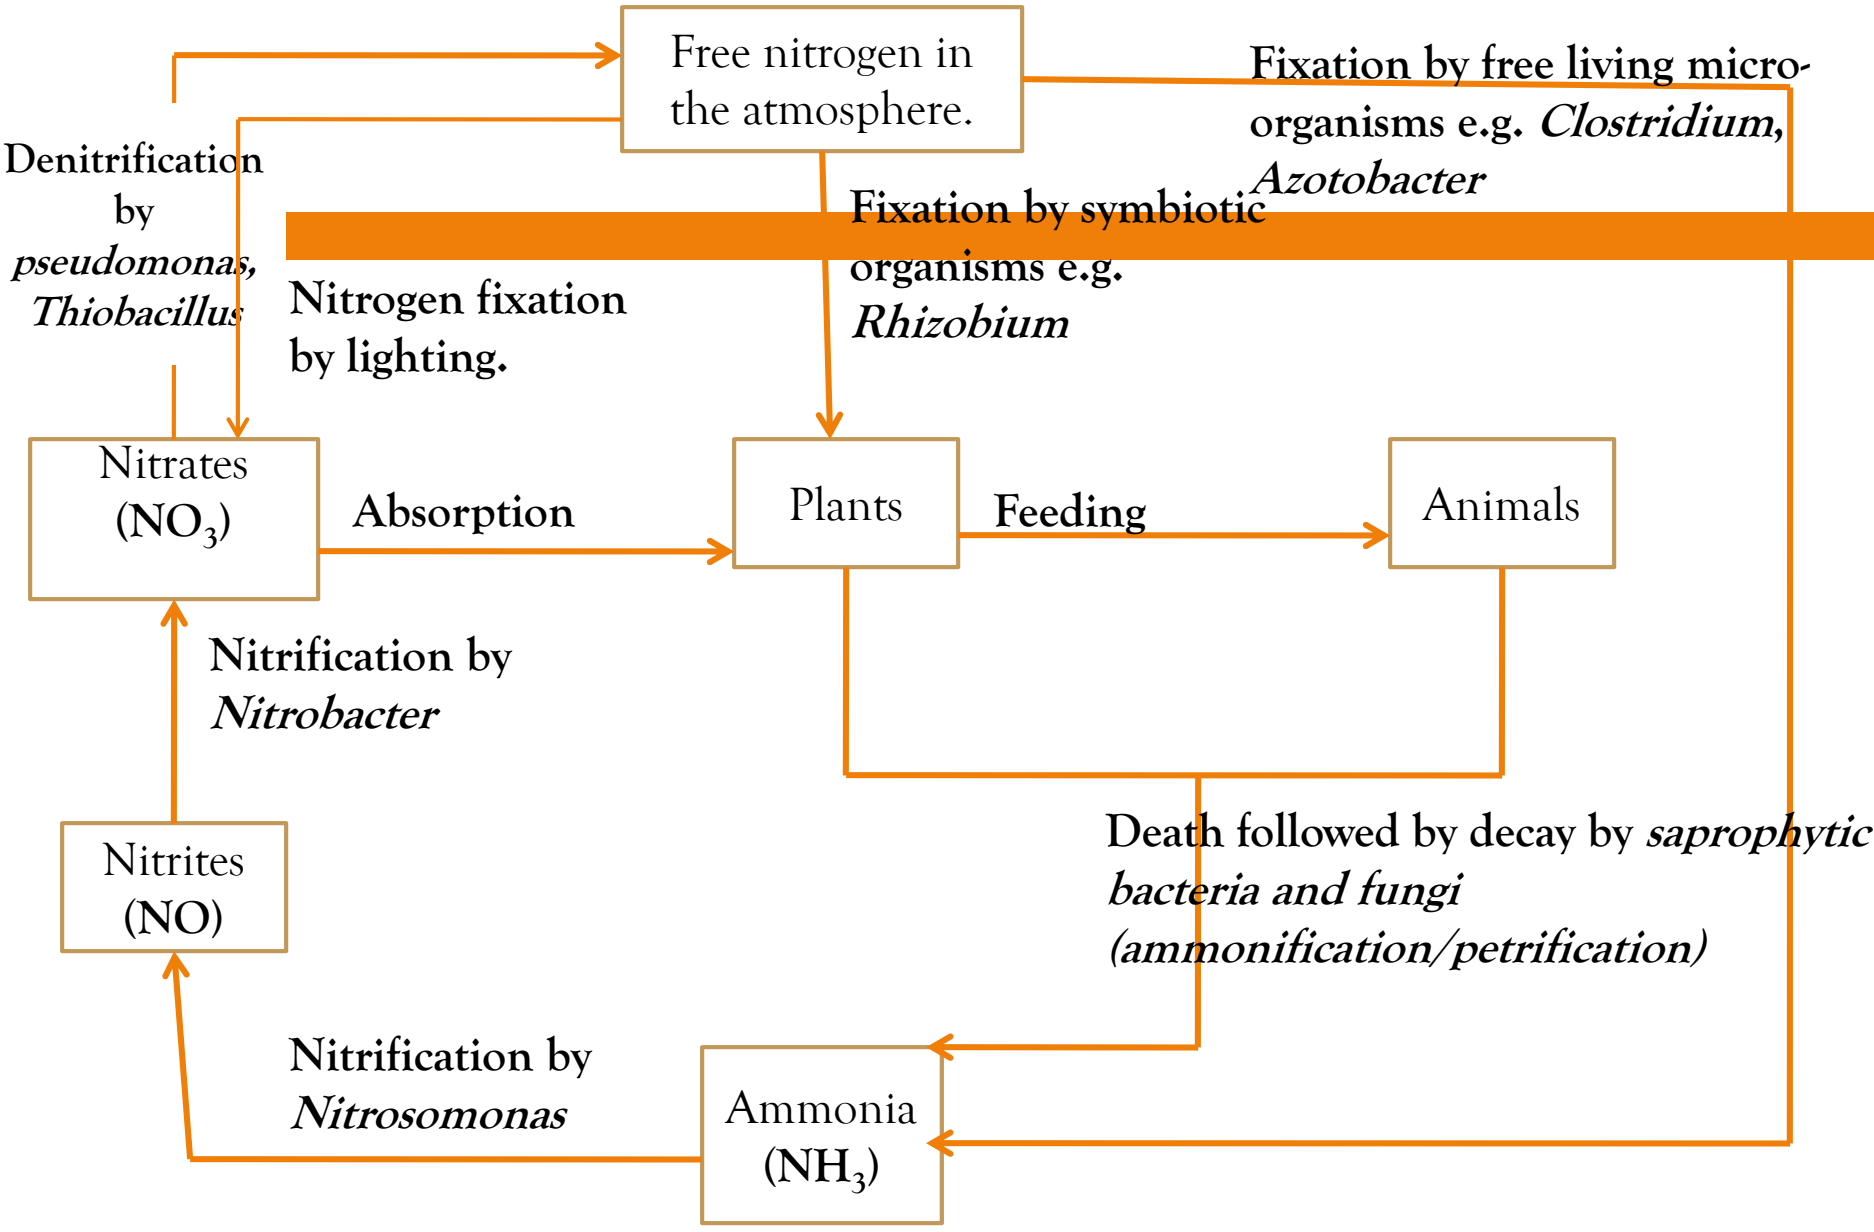 Free nitrogen in
the atmosphere.
Fixation by free living micro-
organisms e.g. Clostridium,
Azotobacter
Denitrification
by
pseudomonas,
Thiobacillus
Fixation by symbiotic
organisms e.g.
Rhizobium
Nitrogen fixation
by lighting.
Nitrates
(NO₃)
Absorption
Plants
Feeding
Animals
Nitrification by
Nitrobacter
Nitrites
(NO)
Death followed by decay by saprophytic
bacteria and fungi
(ammonification/petrification)
Nitrification by
Nitrosomonas
Ammonia
(NH₃)